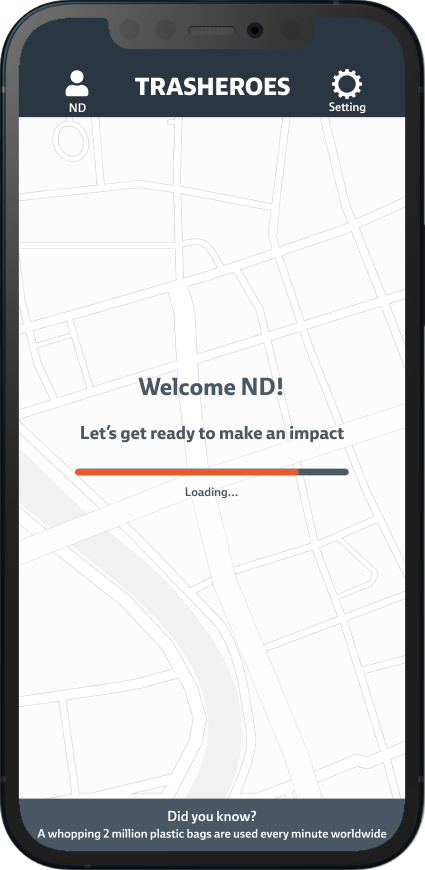 TRASHEROES
ND
Setting
Welcome ND!
Let's get ready to make an impact
Loading...
Did you know?
A whopping 2 million plastic bags are used every minute worldwide